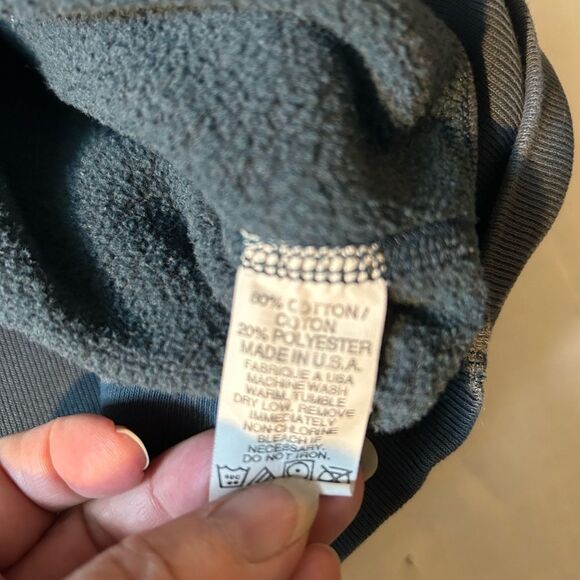 80% COTTON/
COTON
20% POLYESTER
MADE IN U.S.A.
FABRIQUE A USA
MACHINE WASH
WARM, TUMBLE
DRY LOW. REMOVE
IMMEDIATELY
NON-CHLORINE
BLEACH IF
NECESSARY.
DO NOT IRON.